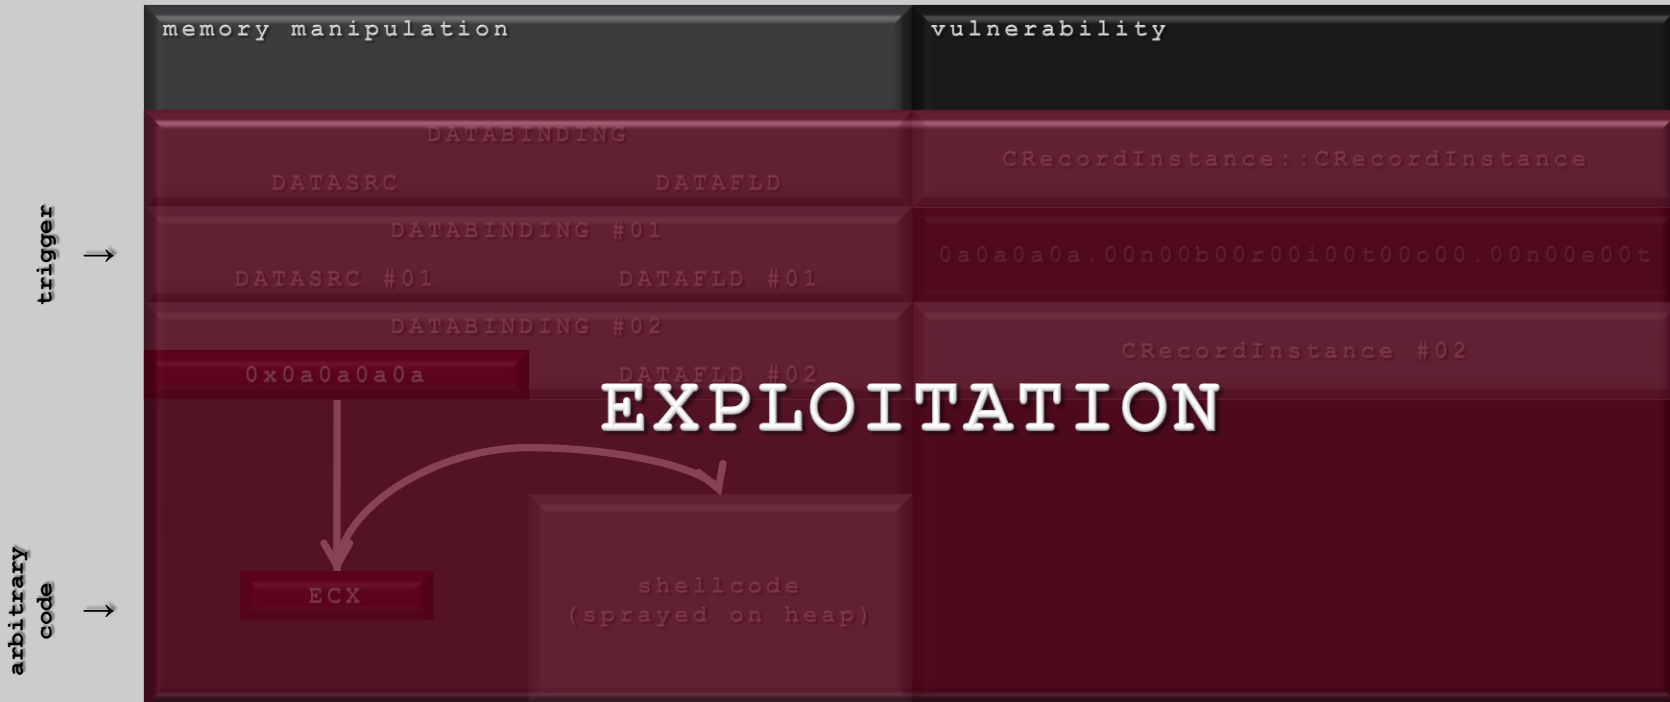 memory manipulation
vulnerability
DATABINDING
DATASRC DATAFLD
CRecordInstance::CRecordInstance
trigger →
DATABINDING #01
DATASRC #01 DATAFLD #01
0a0a0a0a.00n00b00r00i00t00o00.00n00e00t
DATABINDING #02
0x0a0a0a0a DATAFLD #02
CRecordInstance #02
EXPLOITATION
arbitrary
code →
ECX
shellcode
(sprayed on heap)